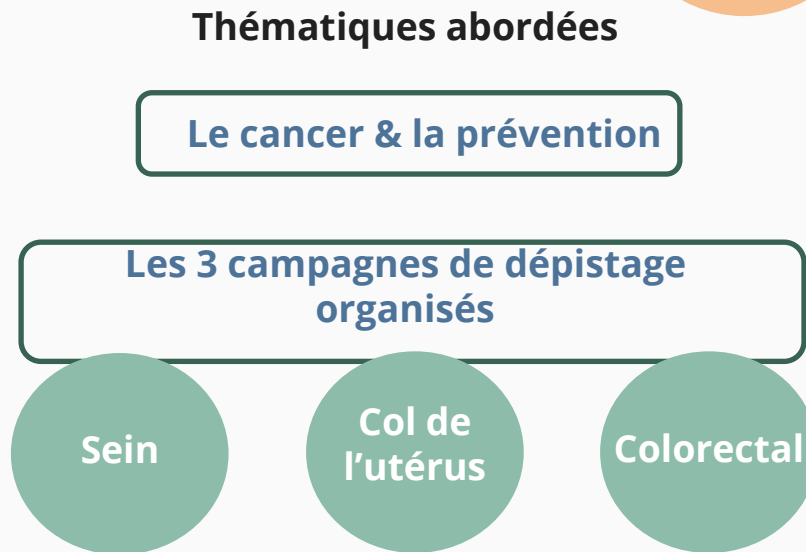 Thématiques abordées
Le cancer & la prévention
Les 3 campagnes de dépistage
organisés
Sein
Col de
l’utérus
Colorectal